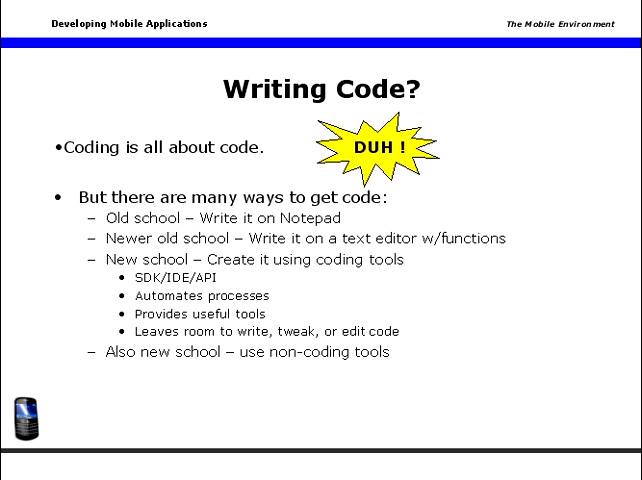 Developing Mobile Applications
The Mobile Environment
Writing Code?
•Coding is all about code.
DUH !
• But there are many ways to get code:
– Old school – Write it on Notepad
– Newer old school – Write it on a text editor w/functions
– New school – Create it using coding tools
• SDK/IDE/API
• Automates processes
• Provides useful tools
• Leaves room to write, tweak, or edit code
– Also new school – use non-coding tools